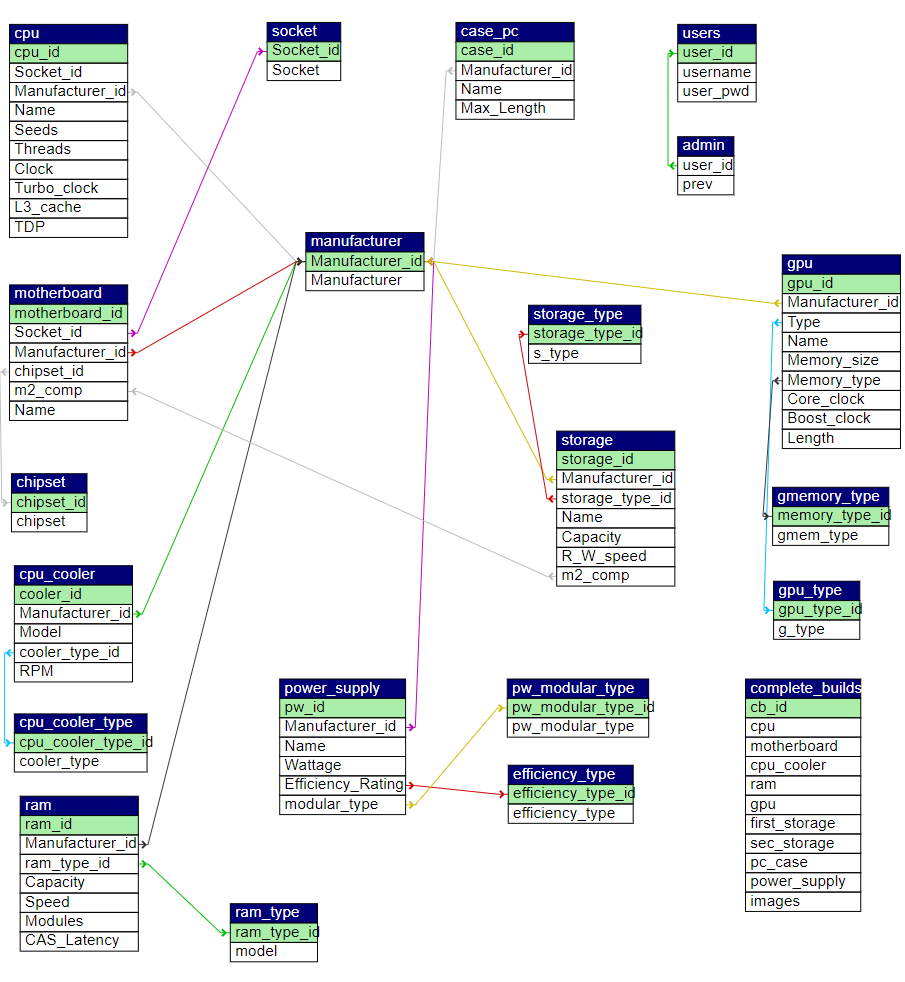 cpu
cpu_id
Socket_id
Manufacturer_id
Name
Seeds
Threads
Clock
Turbo_clock
L3_cache
TDP
socket
Socket_id
Socket
case_pc
case_id
Manufacturer_id
Name
Max_Length
users
user_id
username
user_pwd
admin
user_id
prev
manufacturer
Manufacturer_id
Manufacturer
gpu
gpu_id
Manufacturer_id
Type
Name
Memory_size
Memory_type
Core_clock
Boost_clock
Length
motherboard
motherboard_id
Socket_id
Manufacturer_id
chipset_id
m2_comp
Name
storage_type
storage_type_id
s_type
storage
storage_id
Manufacturer_id
storage_type_id
Name
Capacity
R_W_speed
m2_comp
chipset
chipset_id
chipset
gmemory_type
memory_type_id
gmem_type
cpu_cooler
cooler_id
Manufacturer_id
Model
cooler_type_id
RPM
gpu_type
gpu_type_id
g_type
power_supply
pw_id
Manufacturer_id
Name
Wattage
Efficiency_Rating
modular_type
pw_modular_type
pw_modular_type_id
pw_modular_type
complete_builds
cb_id
cpu
motherboard
cpu_cooler
ram
gpu
first_storage
sec_storage
pc_case
power_supply
images
cpu_cooler_type
cpu_cooler_type_id
cooler_type
efficiency_type
efficiency_type_id
efficiency_type
ram
ram_id
Manufacturer_id
ram_type_id
Capacity
Speed
Modules
CAS_Latency
ram_type
ram_type_id
model